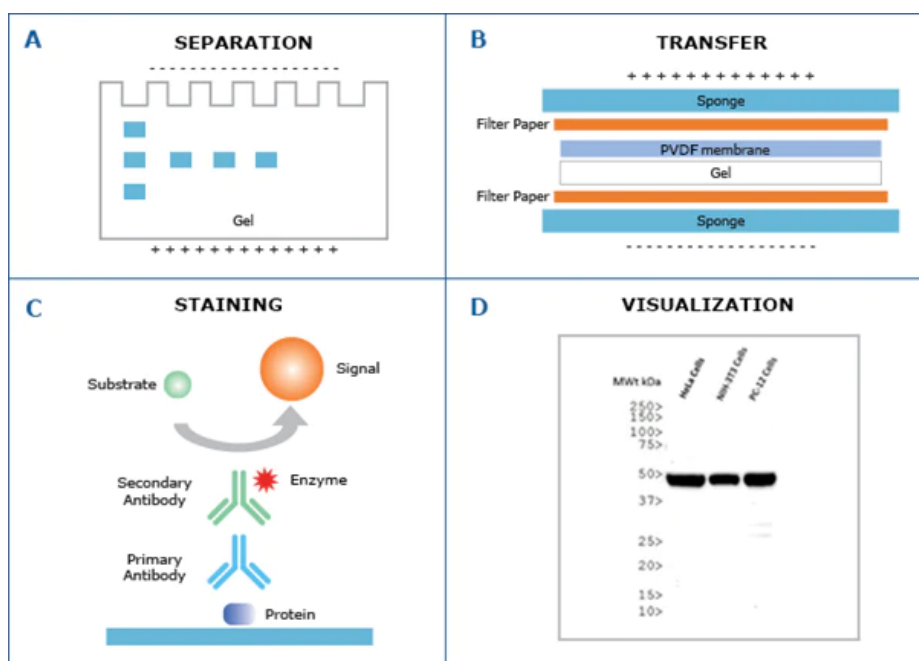 A
SEPARATION
- - - - - - - - - - - - - - - - - -
Gel
+ + + + + + + + + + + + +
B
TRANSFER
+ + + + + + + + + + + + +
Sponge
Filter Paper
PVDF membrane
Gel
Filter Paper
Sponge
- - - - - - - - - - - - - - - - - -
C
STAINING
Substrate
Signal
Secondary
Antibody
Enzyme
Primary
Antibody
Protein
D
VISUALIZATION
MWt kDa
HeLa Cells
NIH-3T3 Cells
PC-12 Cells
250>
150>
100>
75>
50>
37>
25>
20>
15>
10>